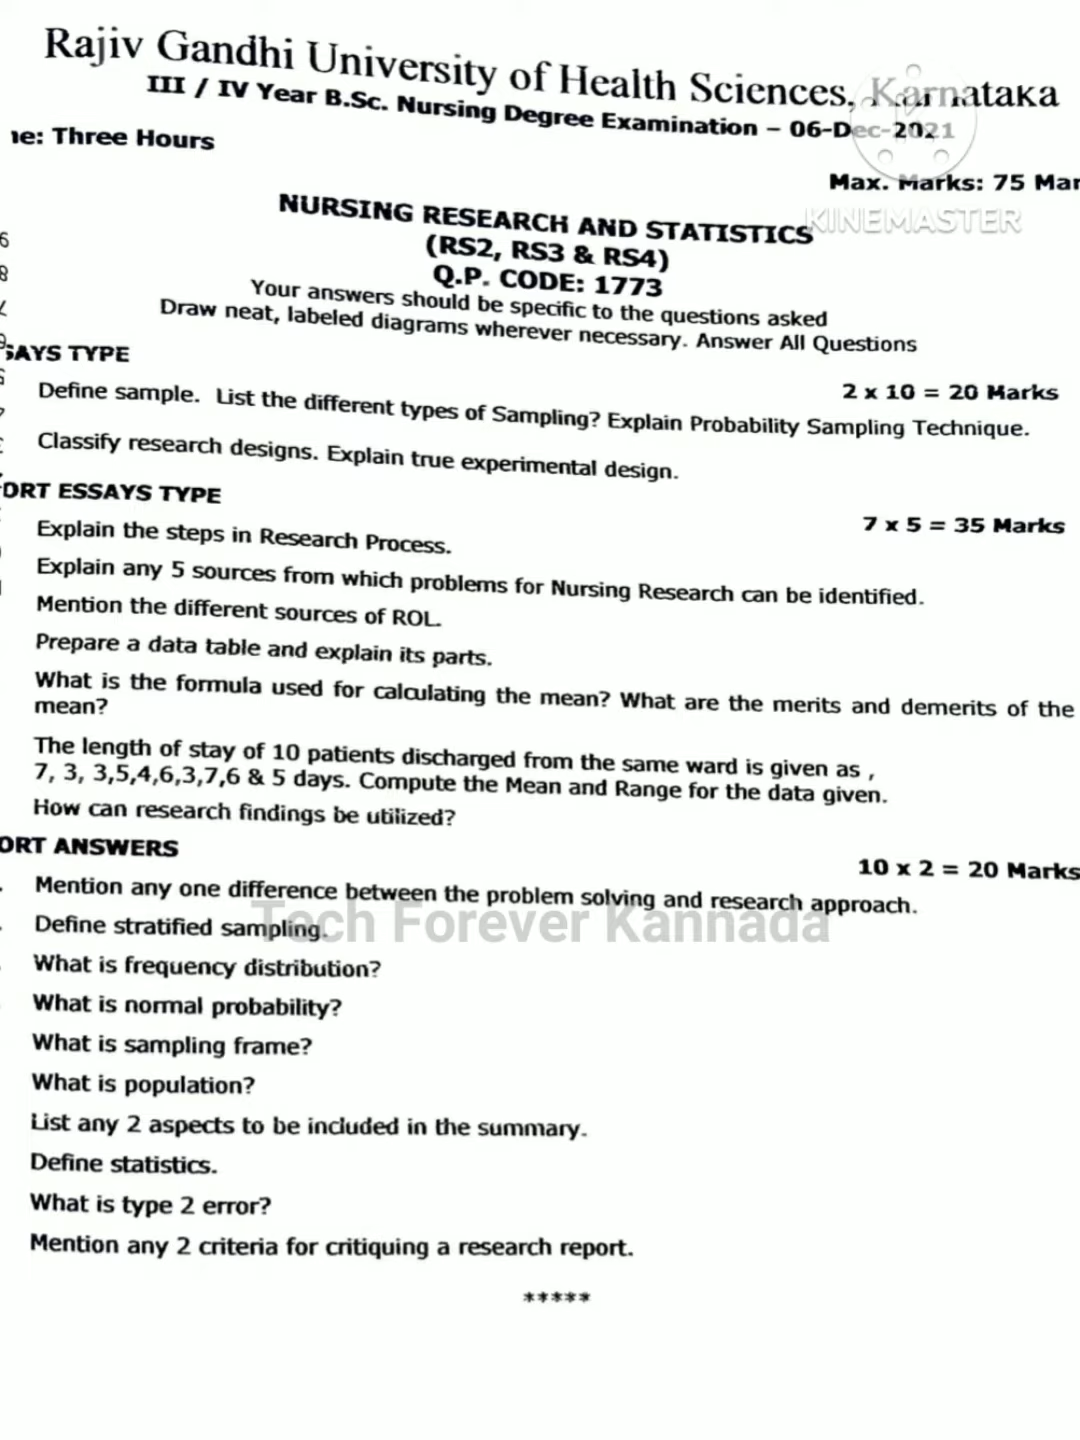 Rajiv Gandhi University of Health Sciences, Karnataka
III / IV Year B.Sc. Nursing Degree Examination – 06-Dec-2021
ne: Three Hours
Max. Marks: 75 Mar
KINEMASTER
NURSING RESEARCH AND STATISTICS
(RS2, RS3 & RS4)
Q.P. CODE: 1773
Your answers should be specific to the questions asked
Draw neat, labeled diagrams wherever necessary. Answer All Questions
SAYS TYPE
2 x 10 = 20 Marks
Define sample. List the different types of Sampling? Explain Probability Sampling Technique.
Classify research designs. Explain true experimental design.
ORT ESSAYS TYPE
7 x 5 = 35 Marks
Explain the steps in Research Process.
Explain any 5 sources from which problems for Nursing Research can be identified.
Mention the different sources of ROL.
Prepare a data table and explain its parts.
What is the formula used for calculating the mean? What are the merits and demerits of the
mean?
The length of stay of 10 patients discharged from the same ward is given as ,
7, 3, 3,5,4,6,3,7,6 & 5 days. Compute the Mean and Range for the data given.
How can research findings be utilized?
ORT ANSWERS
10 x 2 = 20 Marks
Mention any one difference between the problem solving and research approach.
Tech Forever Kannada
Define stratified sampling.
What is frequency distribution?
What is normal probability?
What is sampling frame?
What is population?
List any 2 aspects to be included in the summary.
Define statistics.
What is type 2 error?
Mention any 2 criteria for critiquing a research report.
*****